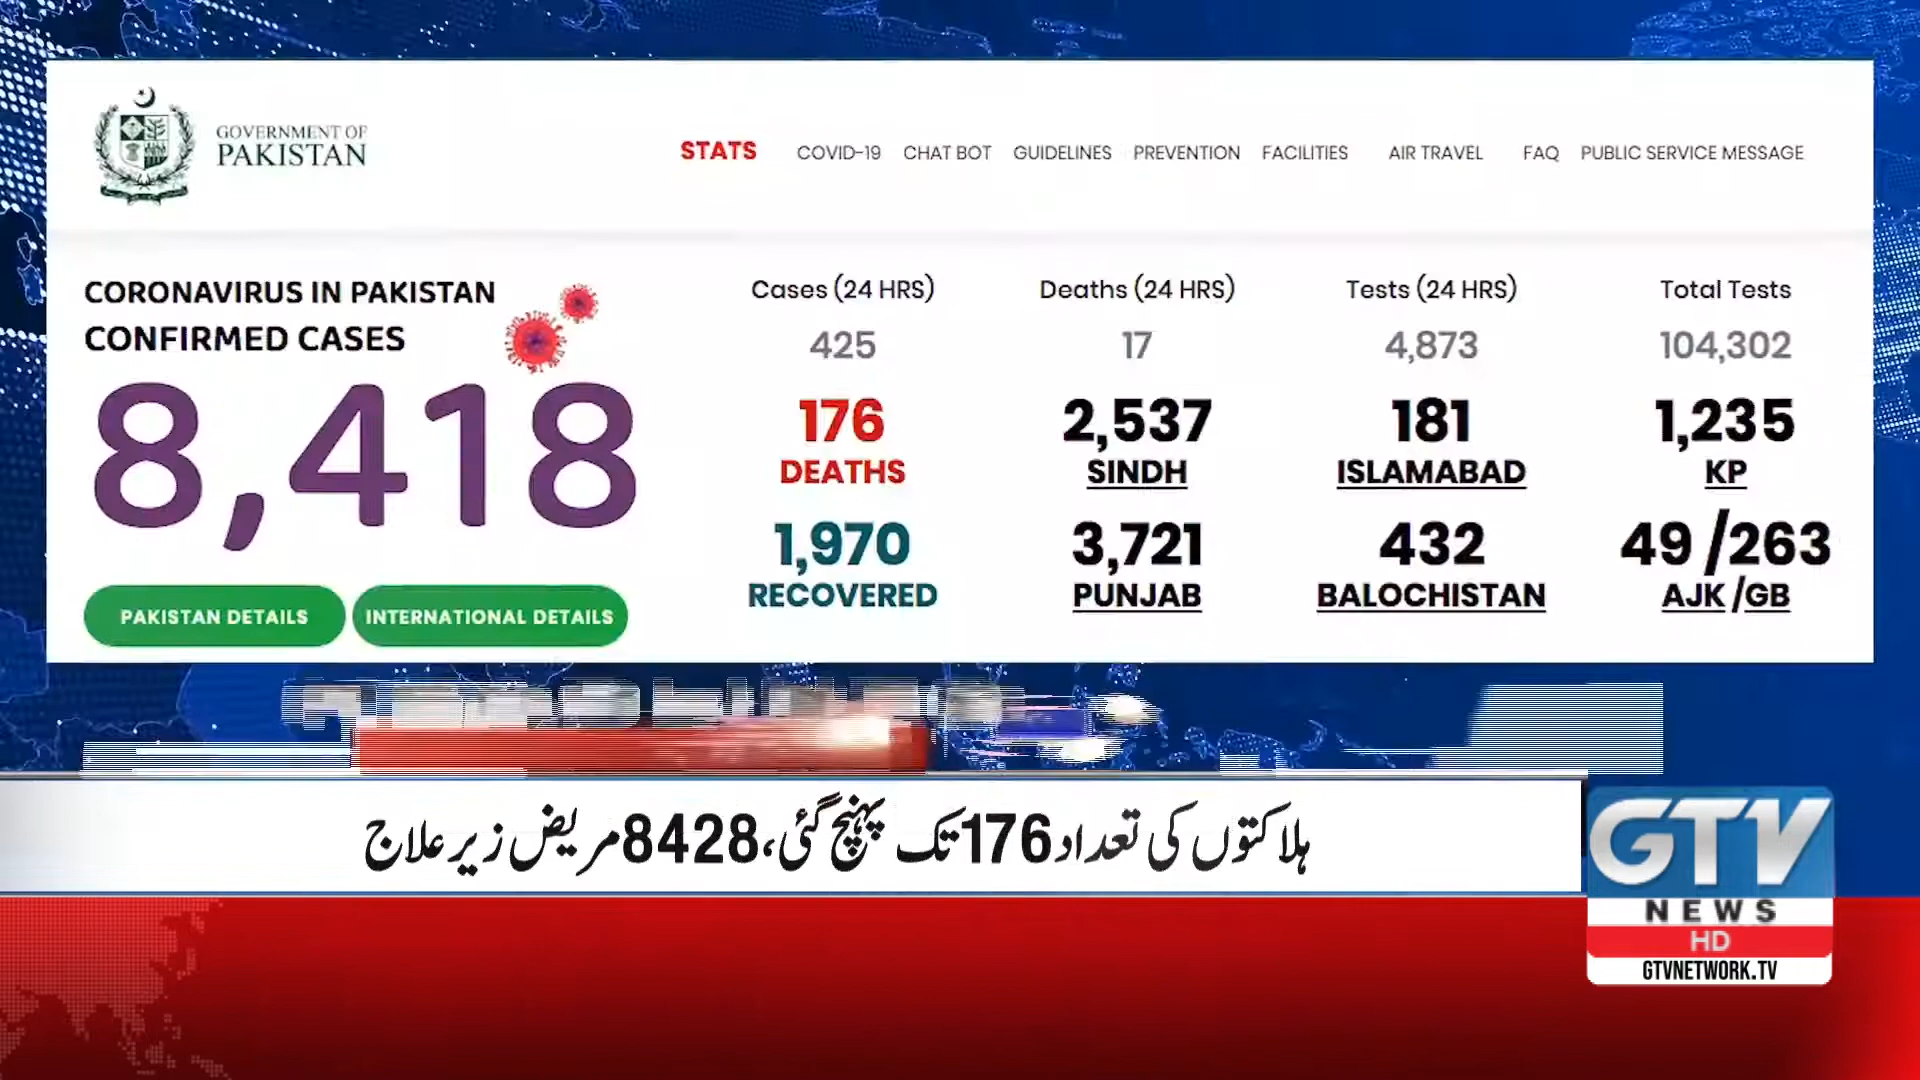 GOVERNMENT OF
PAKISTAN
STATS COVID-19 CHAT BOT GUIDELINES PREVENTION FACILITIES AIR TRAVEL FAQ PUBLIC SERVICE MESSAGE
CORONAVIRUS IN PAKISTAN
CONFIRMED CASES
8,418
PAKISTAN DETAILS INTERNATIONAL DETAILS
Cases (24 HRS) Deaths (24 HRS) Tests (24 HRS) Total Tests
425 17 4,873 104,302
176 2,537 181 1,235
DEATHS SINDH ISLAMABAD KP
1,970 3,721 432 49 /263
RECOVERED PUNJAB BALOCHISTAN AJK /GB
ہلاکتوں کی تعداد 176 تک پہنچ گئی، 8428 مریض زیر علاج
GTV
NEWS
HD
GTVNETWORK.TV